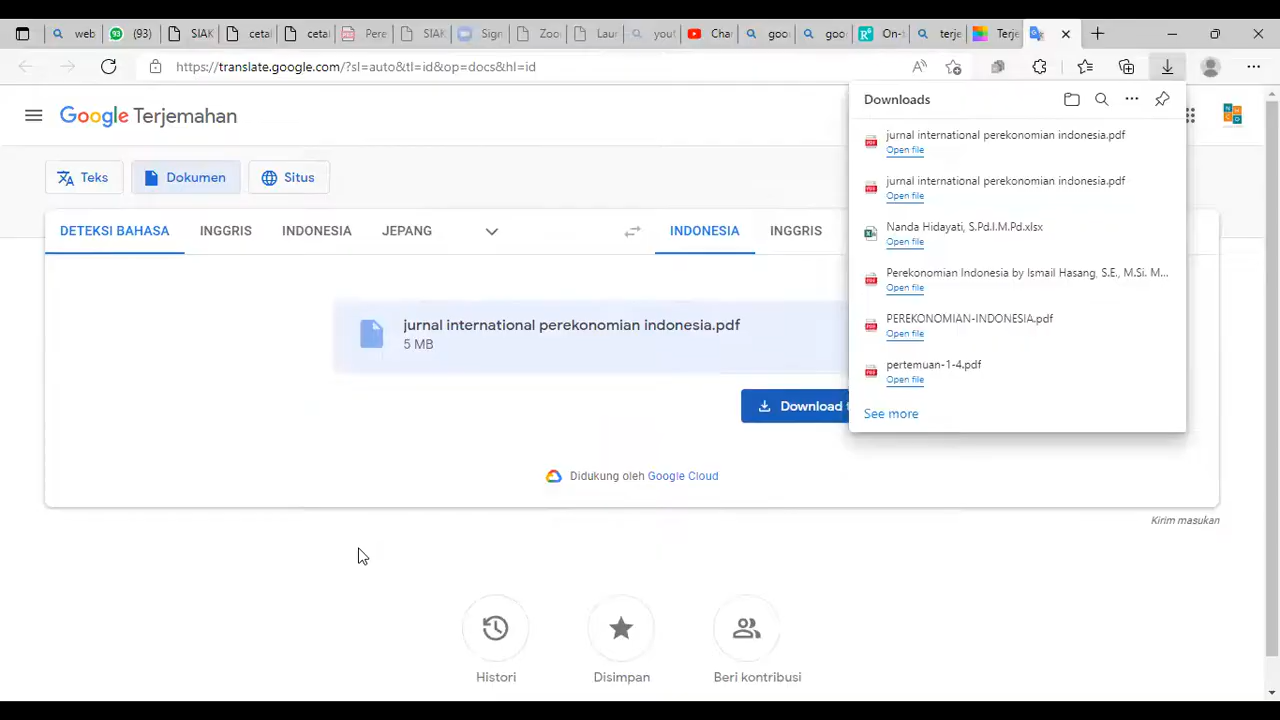 web
(93)
SIAK
ceta
ceta
Pere
SIAK
Sign
Zoo
Lau
yout
Cha
goo
goo
On-t
terje
Terje
https://translate.google.com/?sl=auto&tl=id&op=docs&hl=id
Google Terjemahan
Downloads
jurnal international perekonomian indonesia.pdf
Open file
jurnal international perekonomian indonesia.pdf
Open file
Nanda Hidayati, S.Pd.I.M.Pd.xlsx
Open file
Perekonomian Indonesia by Ismail Hasang, S.E., M.Si. M...
Open file
PEREKONOMIAN-INDONESIA.pdf
Open file
pertemuan-1-4.pdf
Open file
See more
Teks
Dokumen
Situs
DETEKSI BAHASA
INGGRIS
INDONESIA
JEPANG
INDONESIA
INGGRIS
jurnal international perekonomian indonesia.pdf
5 MB
Download
Didukung oleh Google Cloud
Kirim masukan
Histori
Disimpan
Beri kontribusi